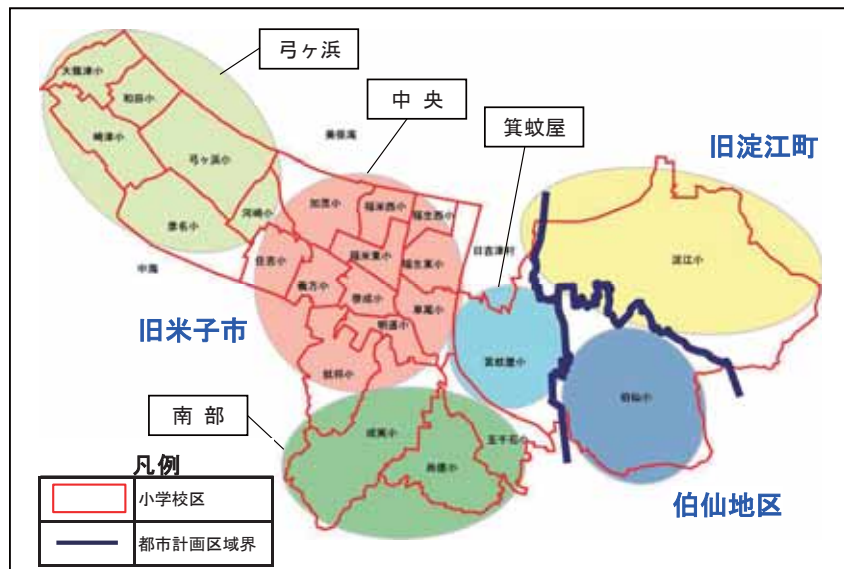 弓ヶ浜
中 央
箕蚊屋
旧淀江町
大篠津小
和田小
崎津小
弓ヶ浜小
彦名小
河崎小
美保湾
中海
加茂小
福米西小
福生西小
住吉小
福米東小
福生東小
義方小
啓成小
車尾小
明道小
就将小
日吉津村
淀江小
箕蚊屋小
伯仙小
旧米子市
南 部
成実小
尚徳小
五千石小
伯仙地区
凡例
小学校区
都市計画区域界